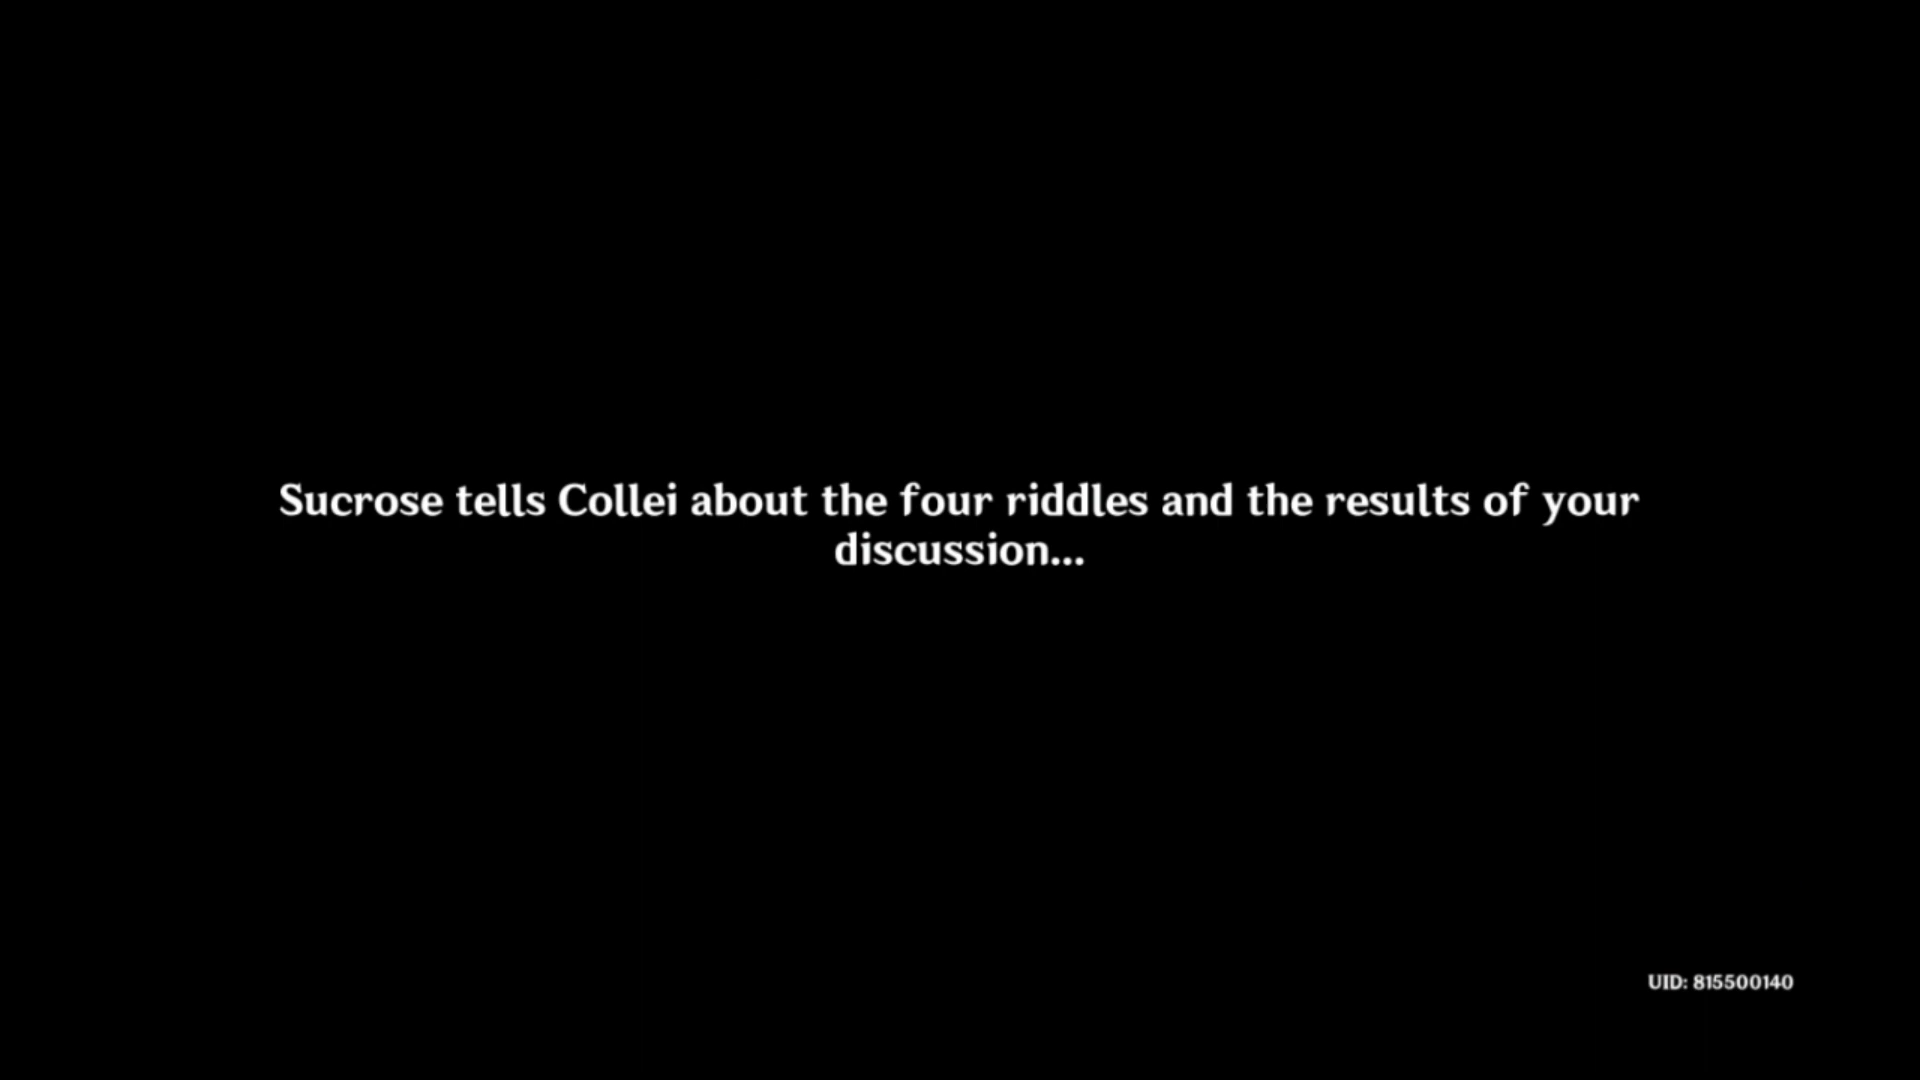 Sucrose tells Collei about the four riddles and the results of your
discussion...
UID: 815500140